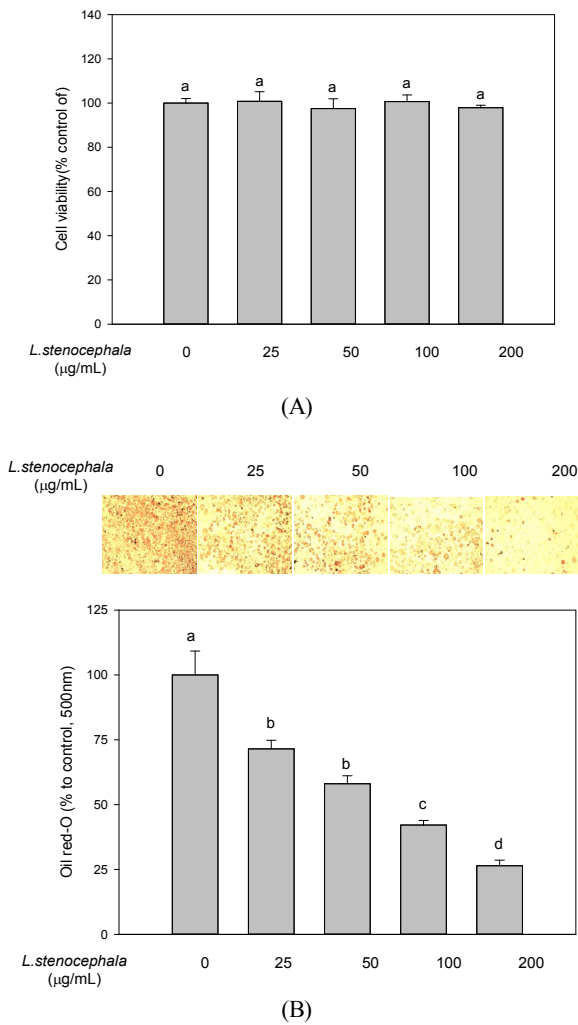 140
120
100
80
60
40
20
0
Cell viability(% control of)
a a a a a
L.stenocephala 0 25 50 100 200
(μg/mL)
(A)
L.stenocephala 0 25 50 100 200
(μg/mL)
125
100
75
50
25
0
Oil red-O (% to control, 500nm)
a
b
b
c
d
L.stenocephala 0 25 50 100 200
(μg/mL)
(B)